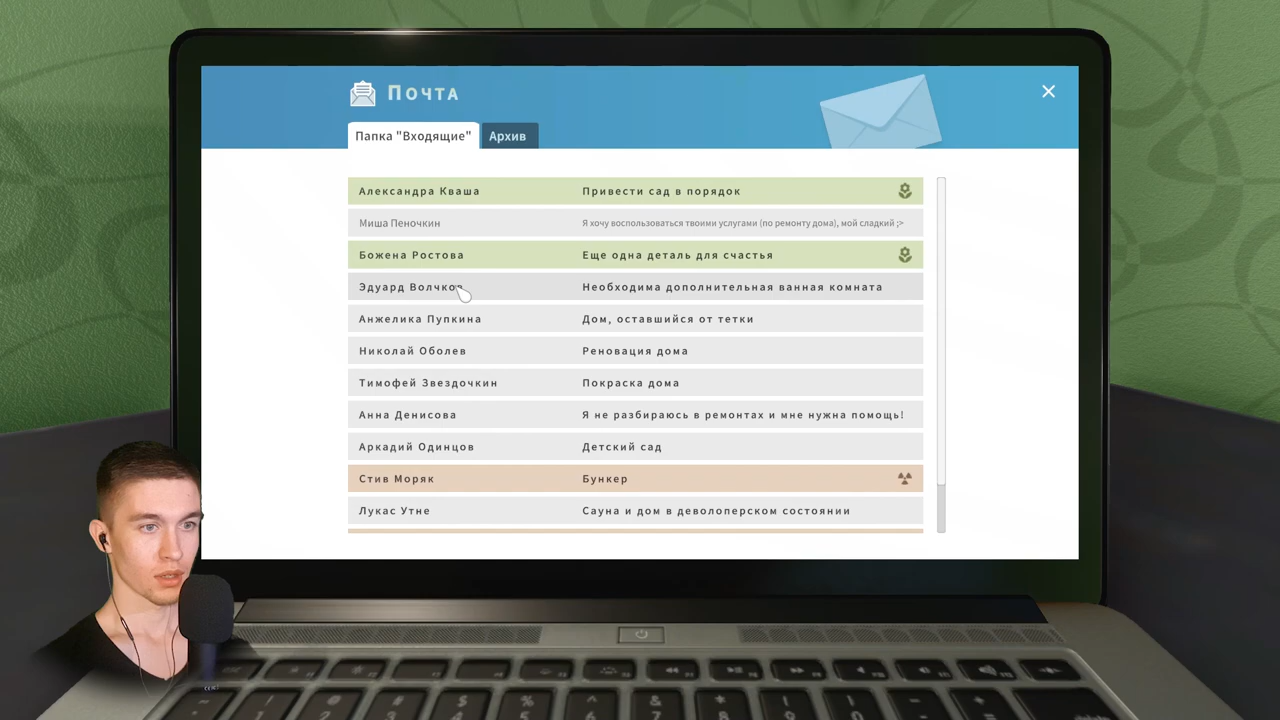 Почта
Папка "Входящие" Архив
Александра Кваша Привести сад в порядок
Миша Пеночкин Я хочу воспользоваться твоими услугами (по ремонту дома), мой сладкий ;>
Божена Ростова Еще одна деталь для счастья
Эдуард Волчков Необходима дополнительная ванная комната
Анжелика Пупкина Дом, оставшийся от тетки
Николай Оболев Реновация дома
Тимофей Звездочкин Покраска дома
Анна Денисова Я не разбираюсь в ремонтах и мне нужна помощь!
Аркадий Одинцов Детский сад
Стив Моряк Бункер
Лукас Утне Сауна и дом в деволоперском состоянии